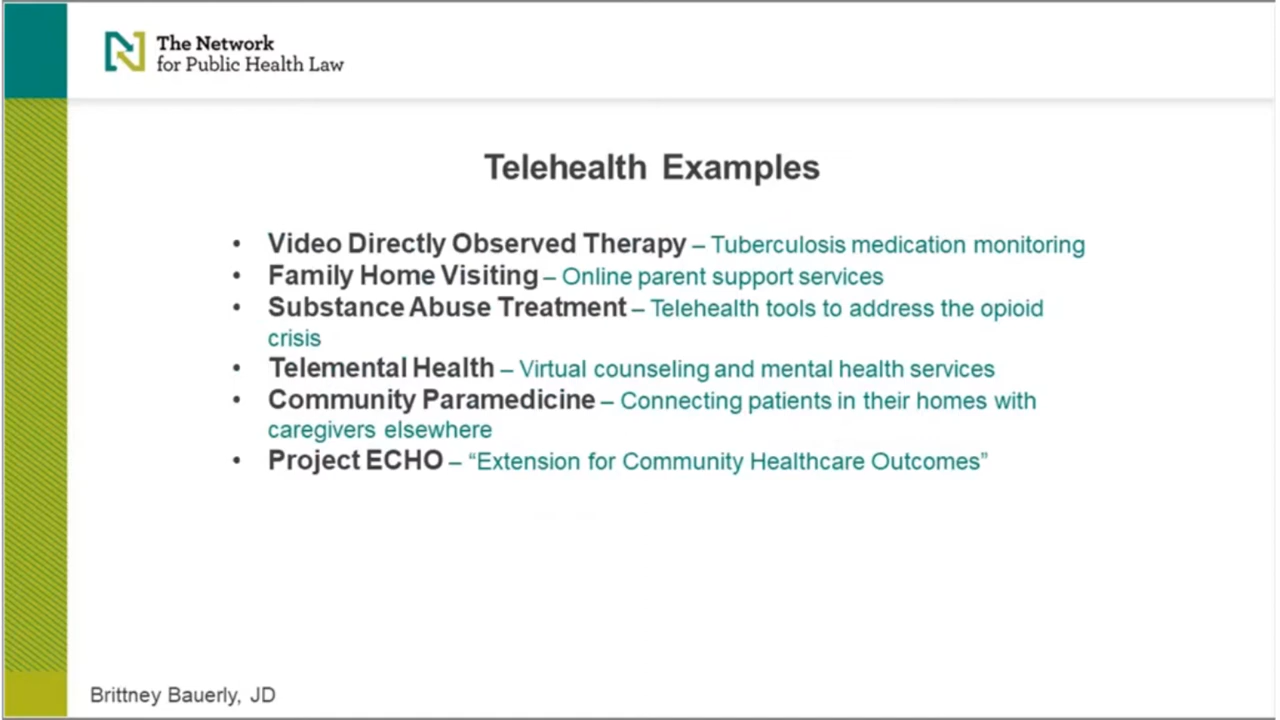 The Network
for Public Health Law
Telehealth Examples
• Video Directly Observed Therapy – Tuberculosis medication monitoring
• Family Home Visiting – Online parent support services
• Substance Abuse Treatment – Telehealth tools to address the opioid
crisis
• Telemental Health – Virtual counseling and mental health services
• Community Paramedicine – Connecting patients in their homes with
caregivers elsewhere
• Project ECHO – “Extension for Community Healthcare Outcomes”
Brittney Bauerly, JD